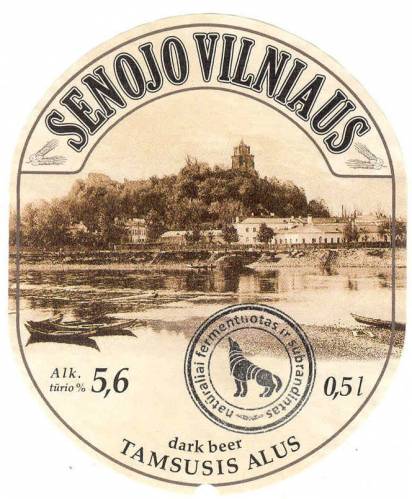 SENOJO VILNIAUS
natūraliai fermentuotas ir subrandintas
Alk.
tūrio % 5,6
0,5 l
dark beer
TAMSUSIS ALUS